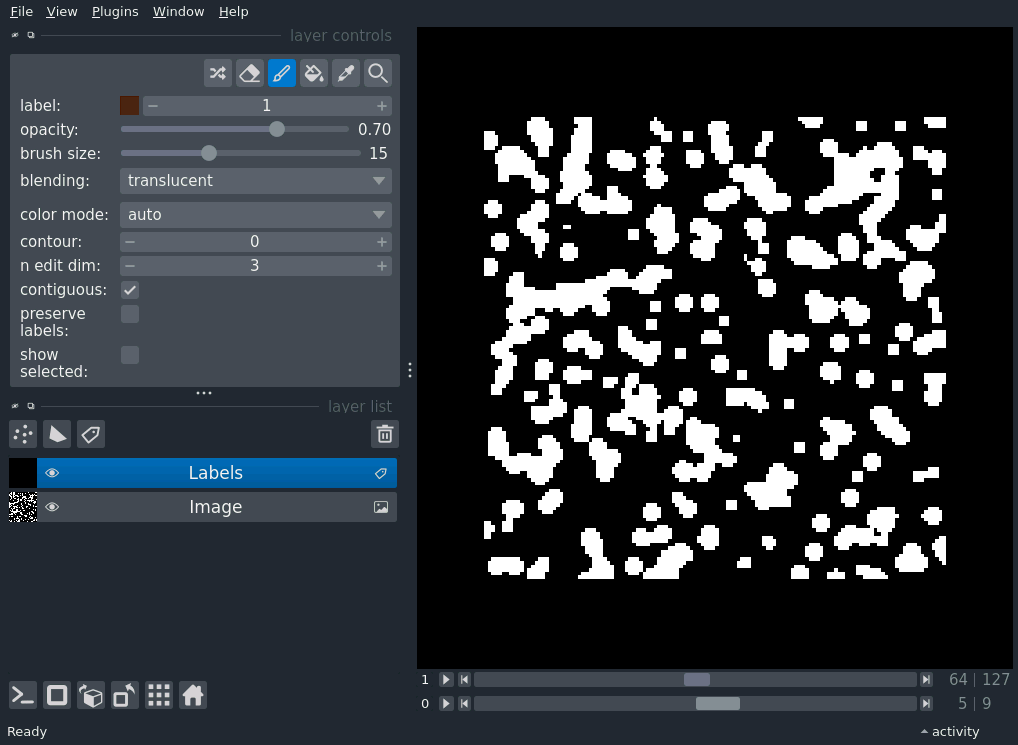 File View Plugins Window Help
layer controls
label: 1
opacity: 0.70
brush size: 15
blending: translucent
color mode: auto
contour: 0
n edit dim: 3
contiguous:
preserve
labels:
show
selected:
layer list
Labels
Image
1 64 | 127
0 5 | 9
Ready activity